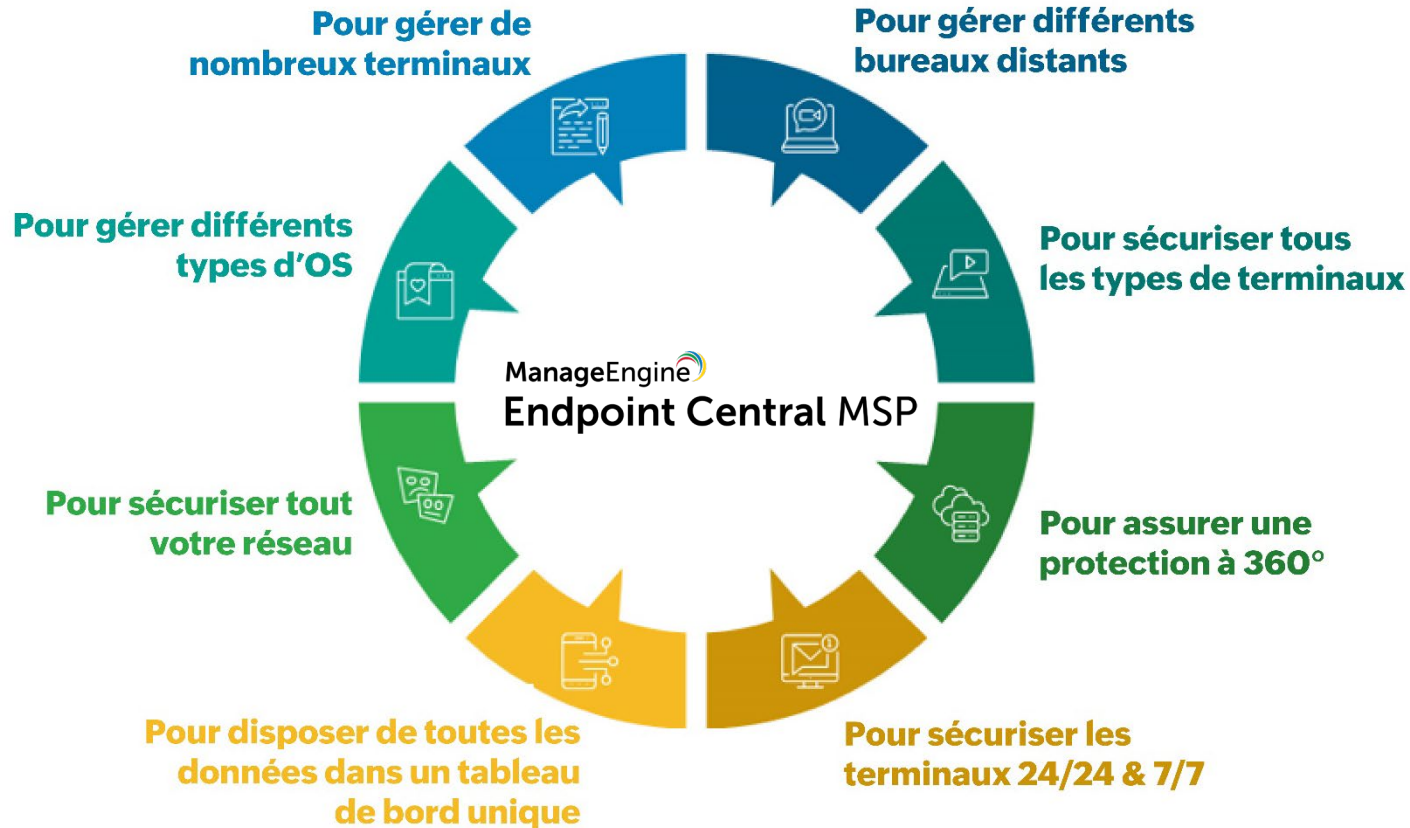 Pour gérer de
nombreux terminaux
Pour gérer différents
bureaux distants
Pour gérer différents
types d'OS
Pour sécuriser tous
les types de terminaux
ManageEngine
Endpoint Central MSP
Pour sécuriser tout
votre réseau
Pour assurer une
protection à 360°
Pour disposer de toutes les
données dans un tableau
de bord unique
Pour sécuriser les
terminaux 24/24 & 7/7
1